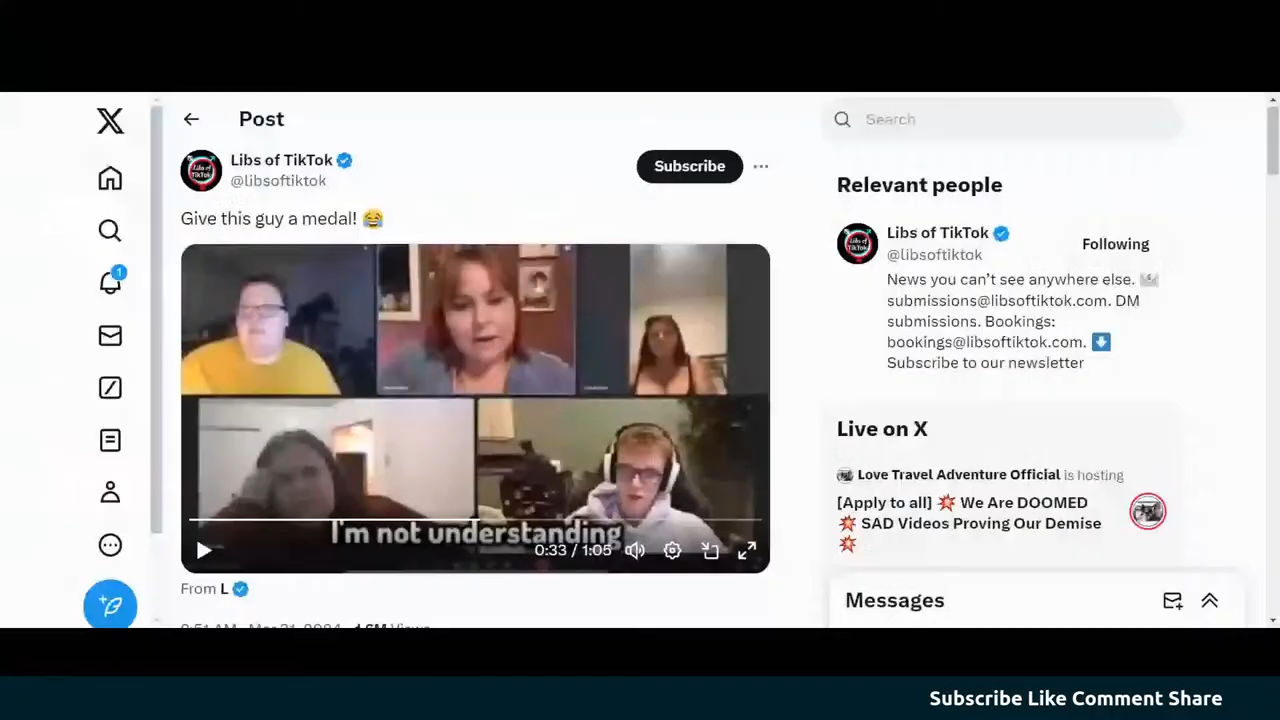 Post
Libs of TikTok
@libsoftiktok
Subscribe
Give this guy a medal! 😂
I'm not understanding
0:33 / 1:05
From L
1
Search
Relevant people
Libs of TikTok
@libsoftiktok
Following
News you can't see anywhere else.
submissions@libsoftiktok.com. DM
submissions. Bookings:
bookings@libsoftiktok.com. ⬇️
Subscribe to our newsletter
Live on X
Love Travel Adventure Official is hosting
[Apply to all] 💥 We Are DOOMED
💥 SAD Videos Proving Our Demise
💥
Messages
Subscribe Like Comment Share